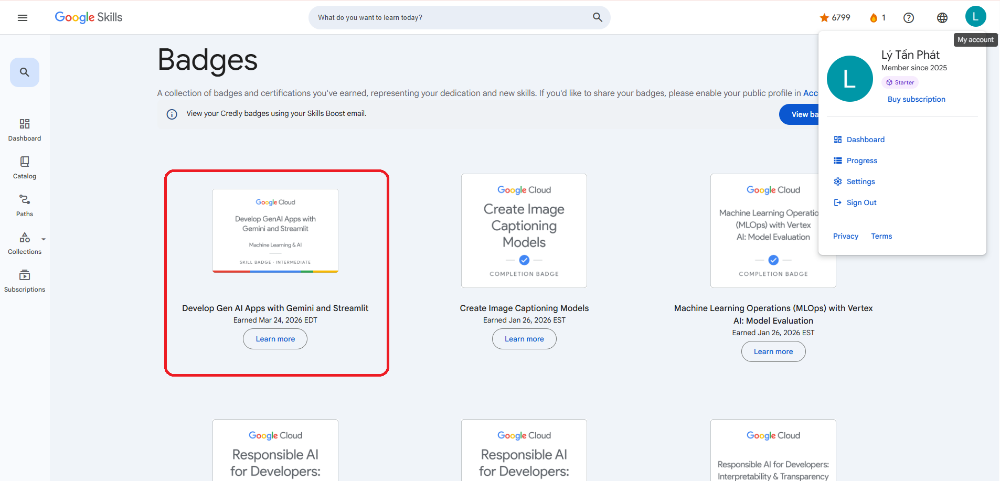 Google Skills
What do you want to learn today?
6799
1
L
My account
Dashboard
Catalog
Paths
Collections
Subscriptions
Badges
A collection of badges and certifications you've earned, representing your dedication and new skills. If you'd like to share your badges, please enable your public profile in Acc
View your Credly badges using your Skills Boost email.
View ba
L
Lý Tấn Phát
Member since 2025
Starter
Buy subscription
Dashboard
Progress
Settings
Sign Out
Privacy
Terms
Google Cloud
Develop GenAI Apps with
Gemini and Streamlit
Machine Learning & AI
SKILL BADGE · INTERMEDIATE
Develop Gen AI Apps with Gemini and Streamlit
Earned Mar 24, 2026 EDT
Learn more
Google Cloud
Create Image
Captioning
Models
COMPLETION BADGE
Create Image Captioning Models
Earned Jan 26, 2026 EST
Learn more
Google Cloud
Machine Learning Operatio
(MLOps) with Vertex
AI: Model Evaluation
COMPLETION BADGE
Machine Learning Operations (MLOps) with Vertex
AI: Model Evaluation
Earned Jan 26, 2026 EST
Learn more
Google Cloud
Responsible AI
for Developers:
Google Cloud
Responsible AI
for Developers:
Google Cloud
Responsible AI for Developers:
Interpretability & Transparency